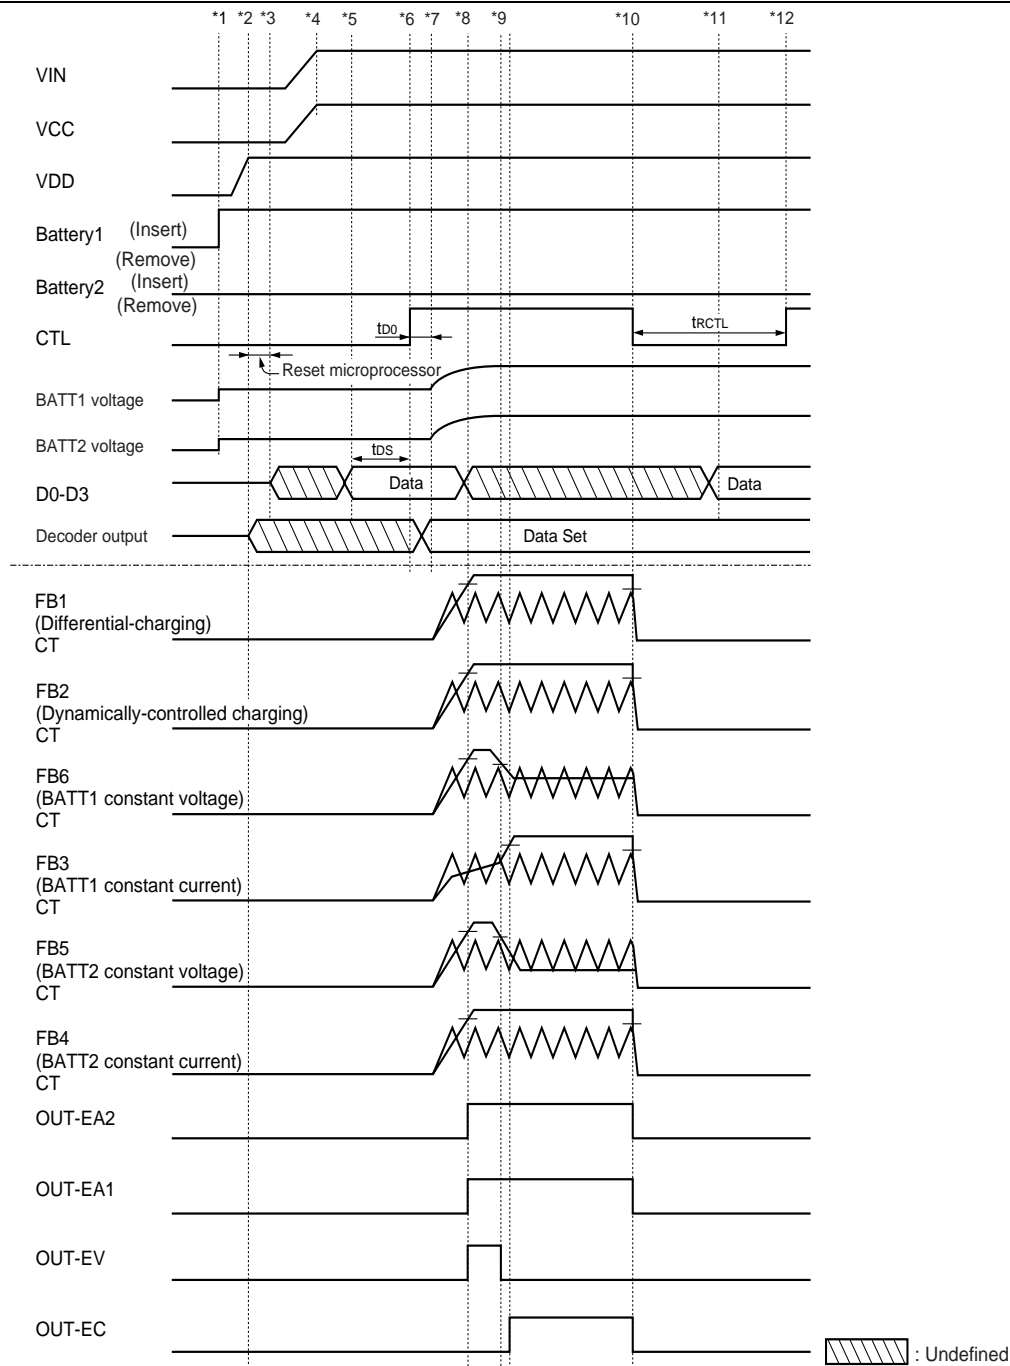 *1 *2 *3 *4 *5 *6 *7 *8 *9 *10 *11 *12
VIN
VCC
VDD
Battery1 (Insert)
(Remove)
Battery2 (Insert)
(Remove)
CTL tD0 tRCTL
Reset microprocessor
BATT1 voltage
BATT2 voltage
tDS
D0-D3 Data Data
Decoder output Data Set
FB1
(Differential-charging)
CT
FB2
(Dynamically-controlled charging)
CT
FB6
(BATT1 constant voltage)
CT
FB3
(BATT1 constant current)
CT
FB5
(BATT2 constant voltage)
CT
FB4
(BATT2 constant current)
CT
OUT-EA2
OUT-EA1
OUT-EV
OUT-EC
: Undefined